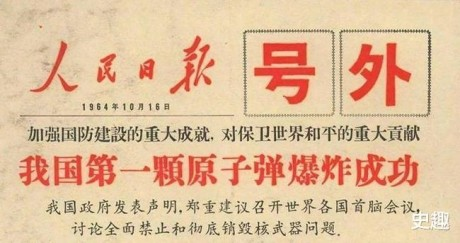 人民日报
号外
1964年10月16日
加强国防建設的重大成就，对保卫世界和平的重大貢献
我国第一顆原子弹爆炸成功
我国政府发表声明，郑重建议召开世界各国首脑会议，
讨论全面禁止和彻底销毁核武器问题.
史趣